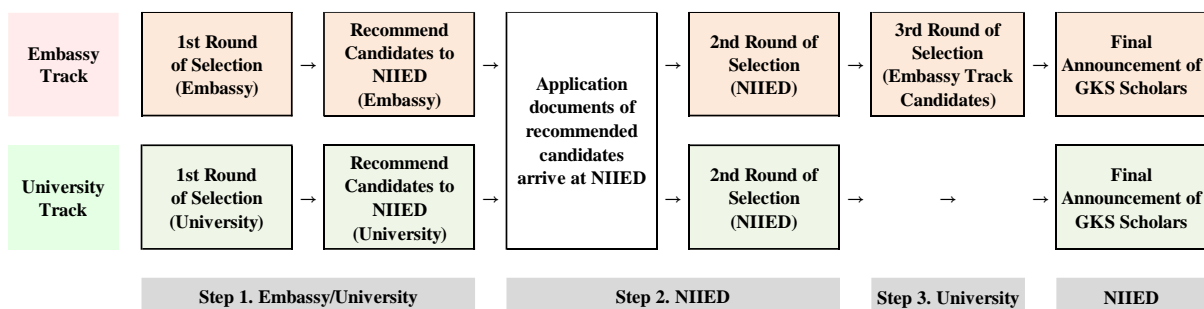 Embassy
Track
1st Round
of Selection
(Embassy)
→
Recommend
Candidates to
NIIED
(Embassy)
→
Application
documents of
recommended
candidates
arrive at NIIED
→
2nd Round of
Selection
(NIIED)
→
3rd Round of
Selection
(Embassy Track
Candidates)
→
Final
Announcement of
GKS Scholars
University
Track
1st Round
of Selection
(University)
→
Recommend
Candidates to
NIIED
(University)
→
→
2nd Round of
Selection
(NIIED)
→
→
→
Final
Announcement of
GKS Scholars
Step 1. Embassy/University
Step 2. NIIED
Step 3. University
NIIED